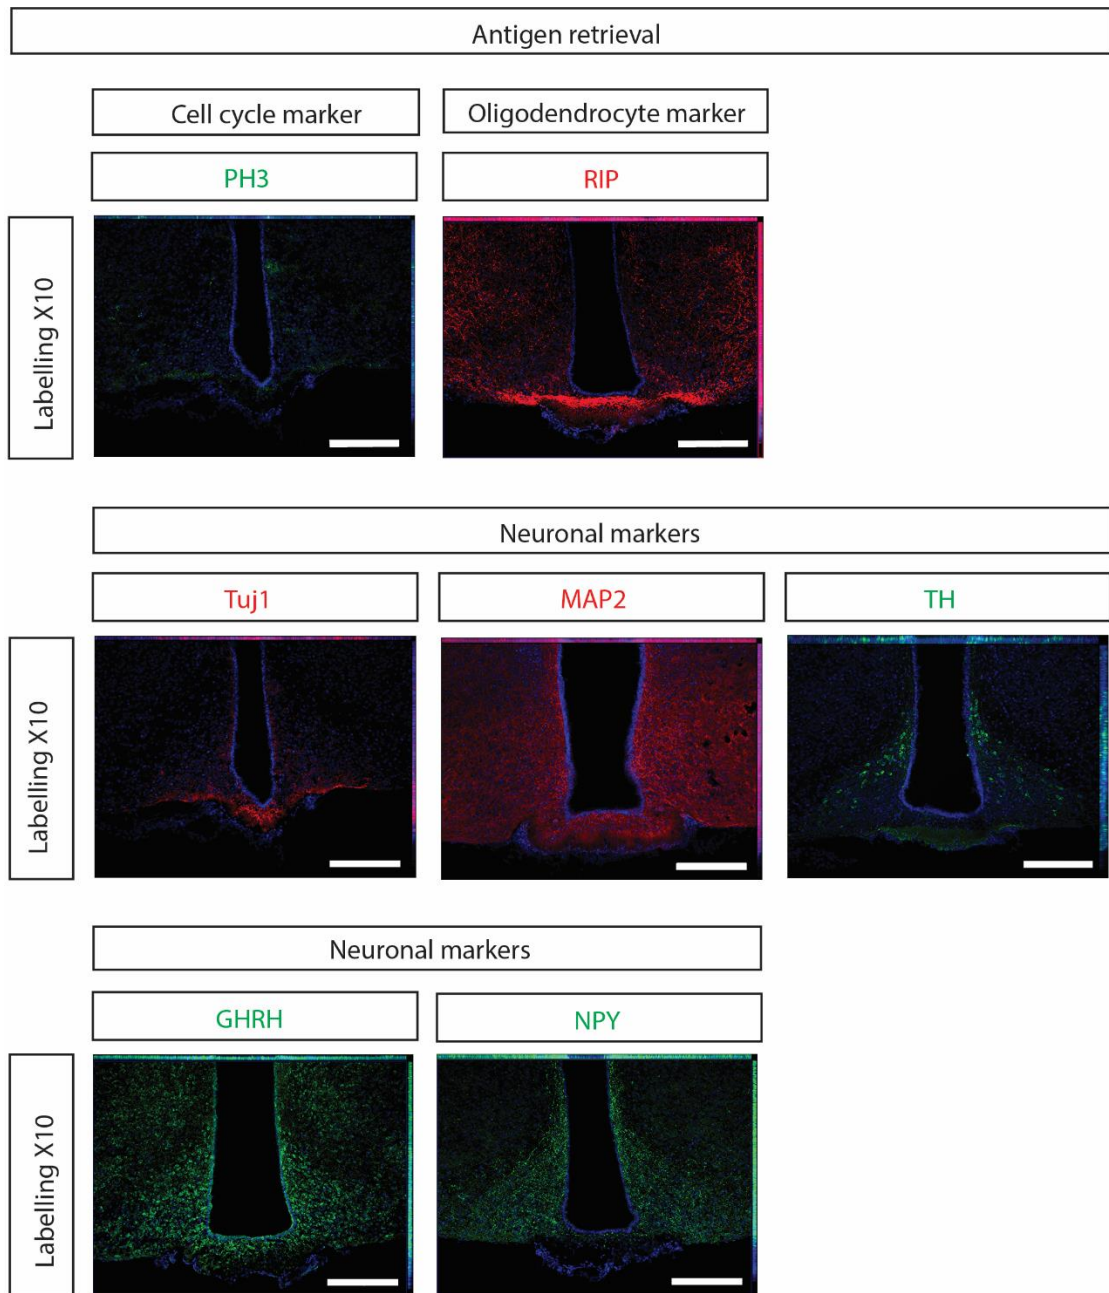 Antigen retrieval
Cell cycle marker
Oligodendrocyte marker
PH3
RIP
Labelling X10
Neuronal markers
Tuj1
MAP2
TH
Labelling X10
Neuronal markers
GHRH
NPY
Labelling X10